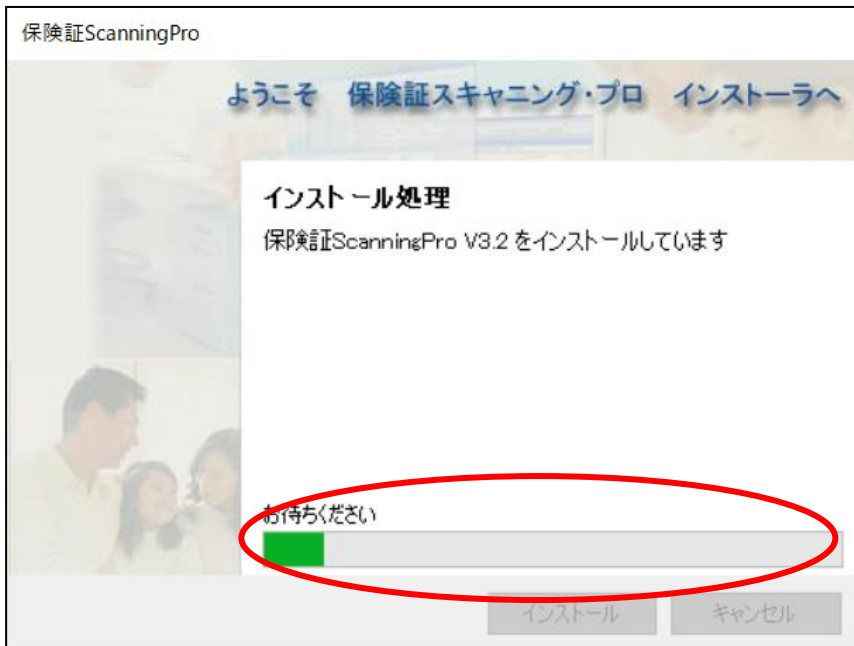 保険証ScanningPro
ようこそ 保険証スキャニング・プロ インストーラへ
インストール処理
保険証ScanningPro V3.2 をインストールしています
お待ちください
インストール キャンセル